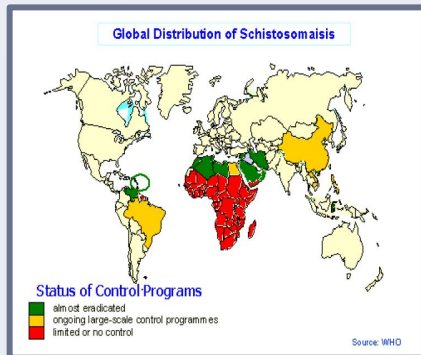 Global Distribution of Schistosomaisis
Status of Control Programs
almost eradicated
ongoing large-scale control programmes
limited or no control
Source: WHO